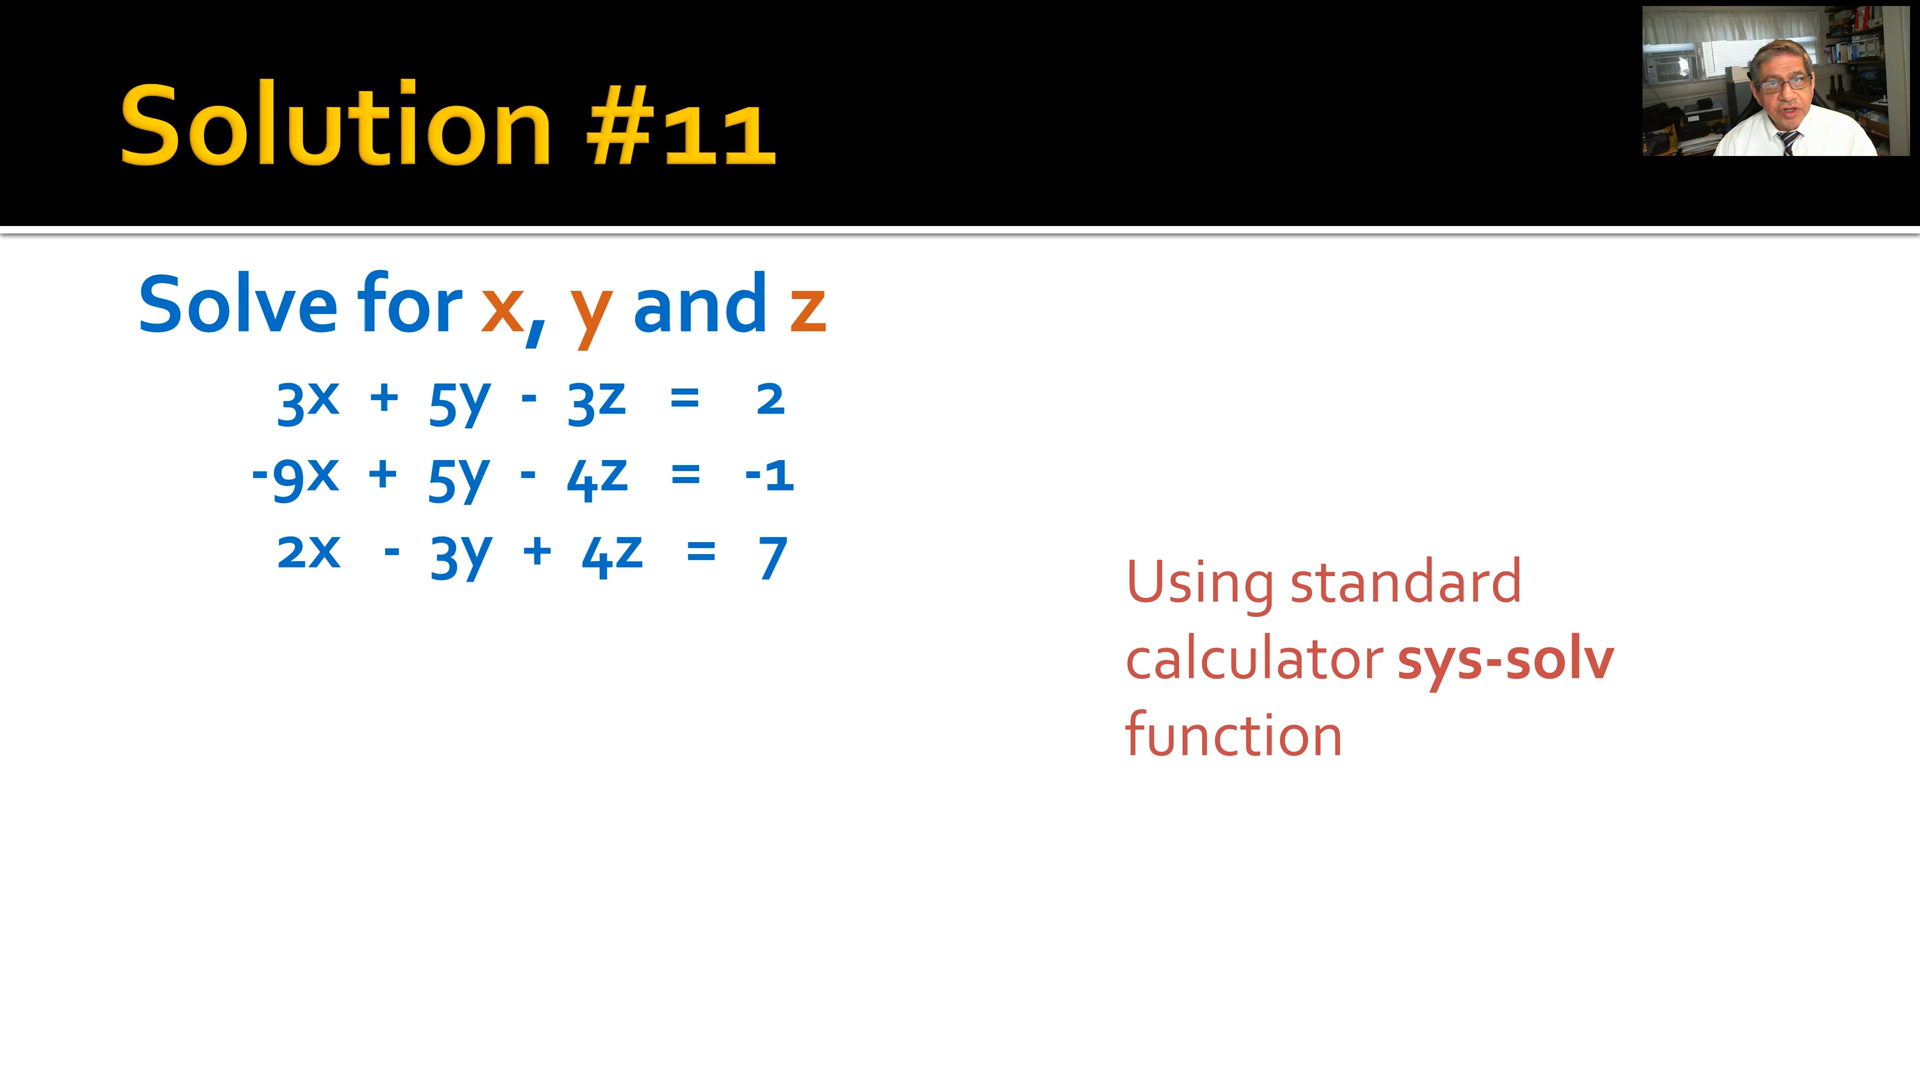 Solution #11
Solve for x, y and z
3x + 5y - 3z = 2
-9x + 5y - 4z = -1
2x - 3y + 4z = 7
Using standard
calculator sys-solv
function